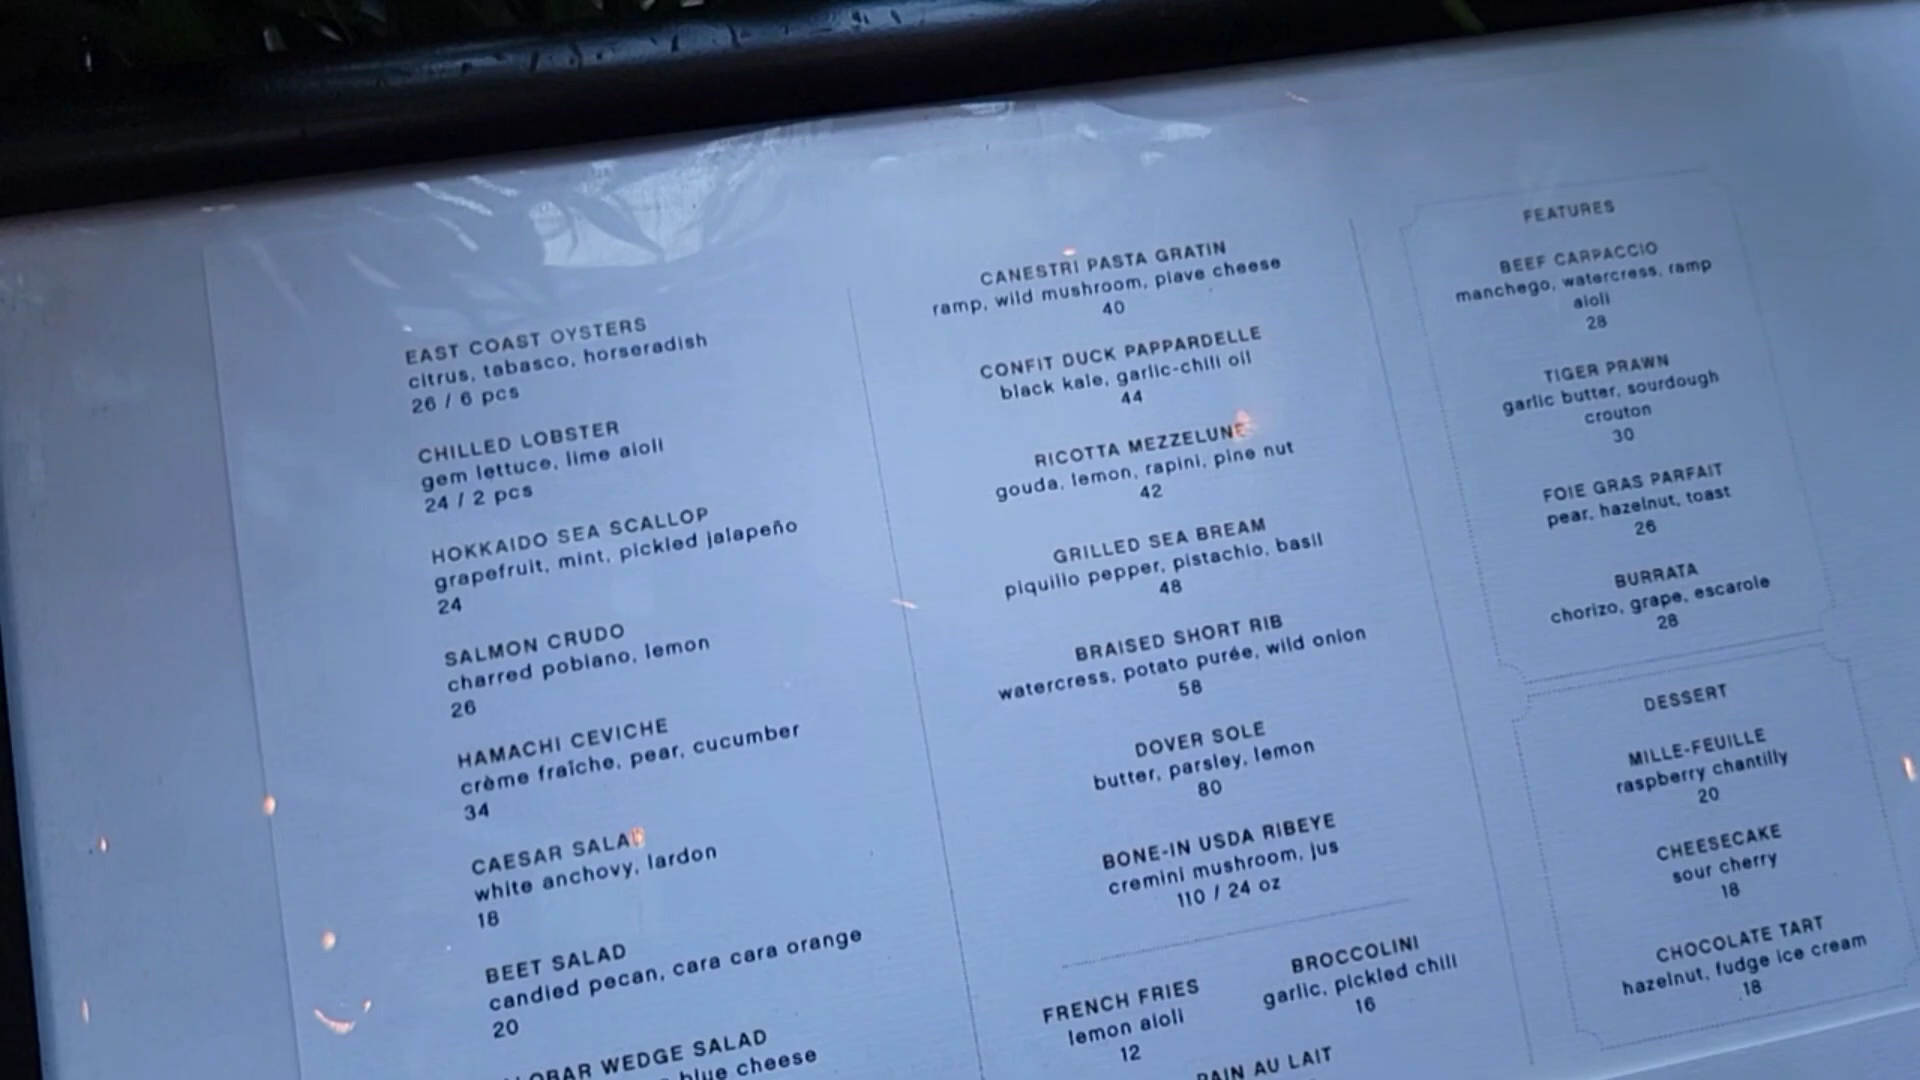 EAST COAST OYSTERS
citrus, tabasco, horseradish
26 / 6 pcs
CHILLED LOBSTER
gem lettuce, lime aioli
24 / 2 pcs
HOKKAIDO SEA SCALLOP
grapefruit, mint, pickled jalapeño
24
SALMON CRUDO
charred poblano, lemon
26
HAMACHI CEVICHE
crème fraîche, pear, cucumber
34
CAESAR SALAD
white anchovy, lardon
18
BEET SALAD
candied pecan, cara cara orange
20
WEDGE SALAD
blue cheese
CANESTRI PASTA GRATIN
ramp, wild mushroom, piave cheese
40
CONFIT DUCK PAPPARDELLE
black kale, garlic-chili oil
44
RICOTTA MEZZELUNE
gouda, lemon, rapini, pine nut
42
GRILLED SEA BREAM
piquillo pepper, pistachio, basil
48
BRAISED SHORT RIB
watercress, potato purée, wild onion
58
DOVER SOLE
butter, parsley, lemon
80
BONE-IN USDA RIBEYE
cremini mushroom, jus
110 / 24 oz
FRENCH FRIES
lemon aioli
12
BROCCOLINI
garlic, pickled chili
16
PAIN AU LAIT
FEATURES
BEEF CARPACCIO
manchego, watercress, ramp
aioli
28
TIGER PRAWN
garlic butter, sourdough
crouton
30
FOIE GRAS PARFAIT
pear, hazelnut, toast
26
BURRATA
chorizo, grape, escarole
28
DESSERT
MILLE-FEUILLE
raspberry chantilly
20
CHEESECAKE
sour cherry
18
CHOCOLATE TART
hazelnut, fudge ice cream
18